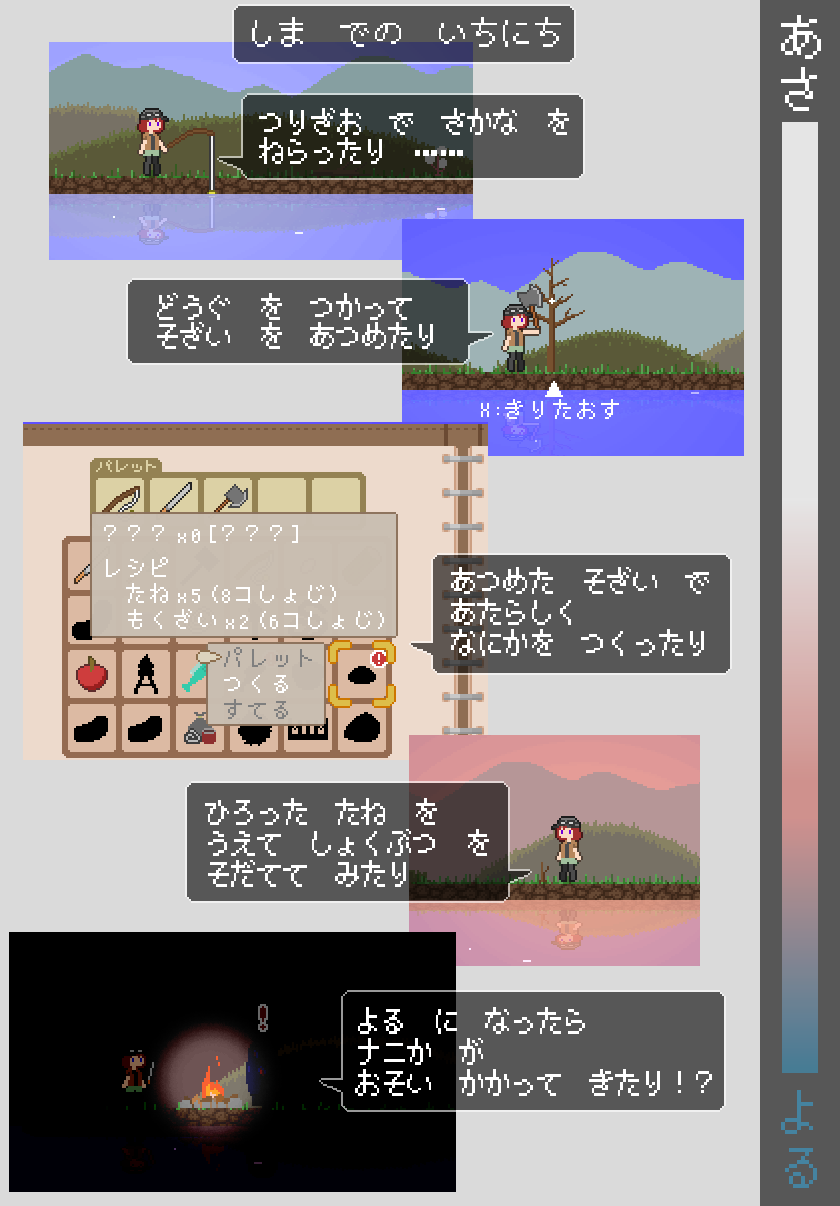 しま での いちにち
あさ
つりざお で さかな を
ねらったり ……
どうぐ を つかって
そざい を あつめたり
X:きりたおす
パレット
???x0[???]
レシピ
たねx5(8コしょじ)
もくざいx2(6コしょじ)
パレット
つくる
すてる
あつめた そざい で
あたらしく
なにかを つくったり
ひろった たね を
うえて しょくぶつ を
そだてて みたり
よる に なったら
ナニか が
おそい かかって きたり!?
よる